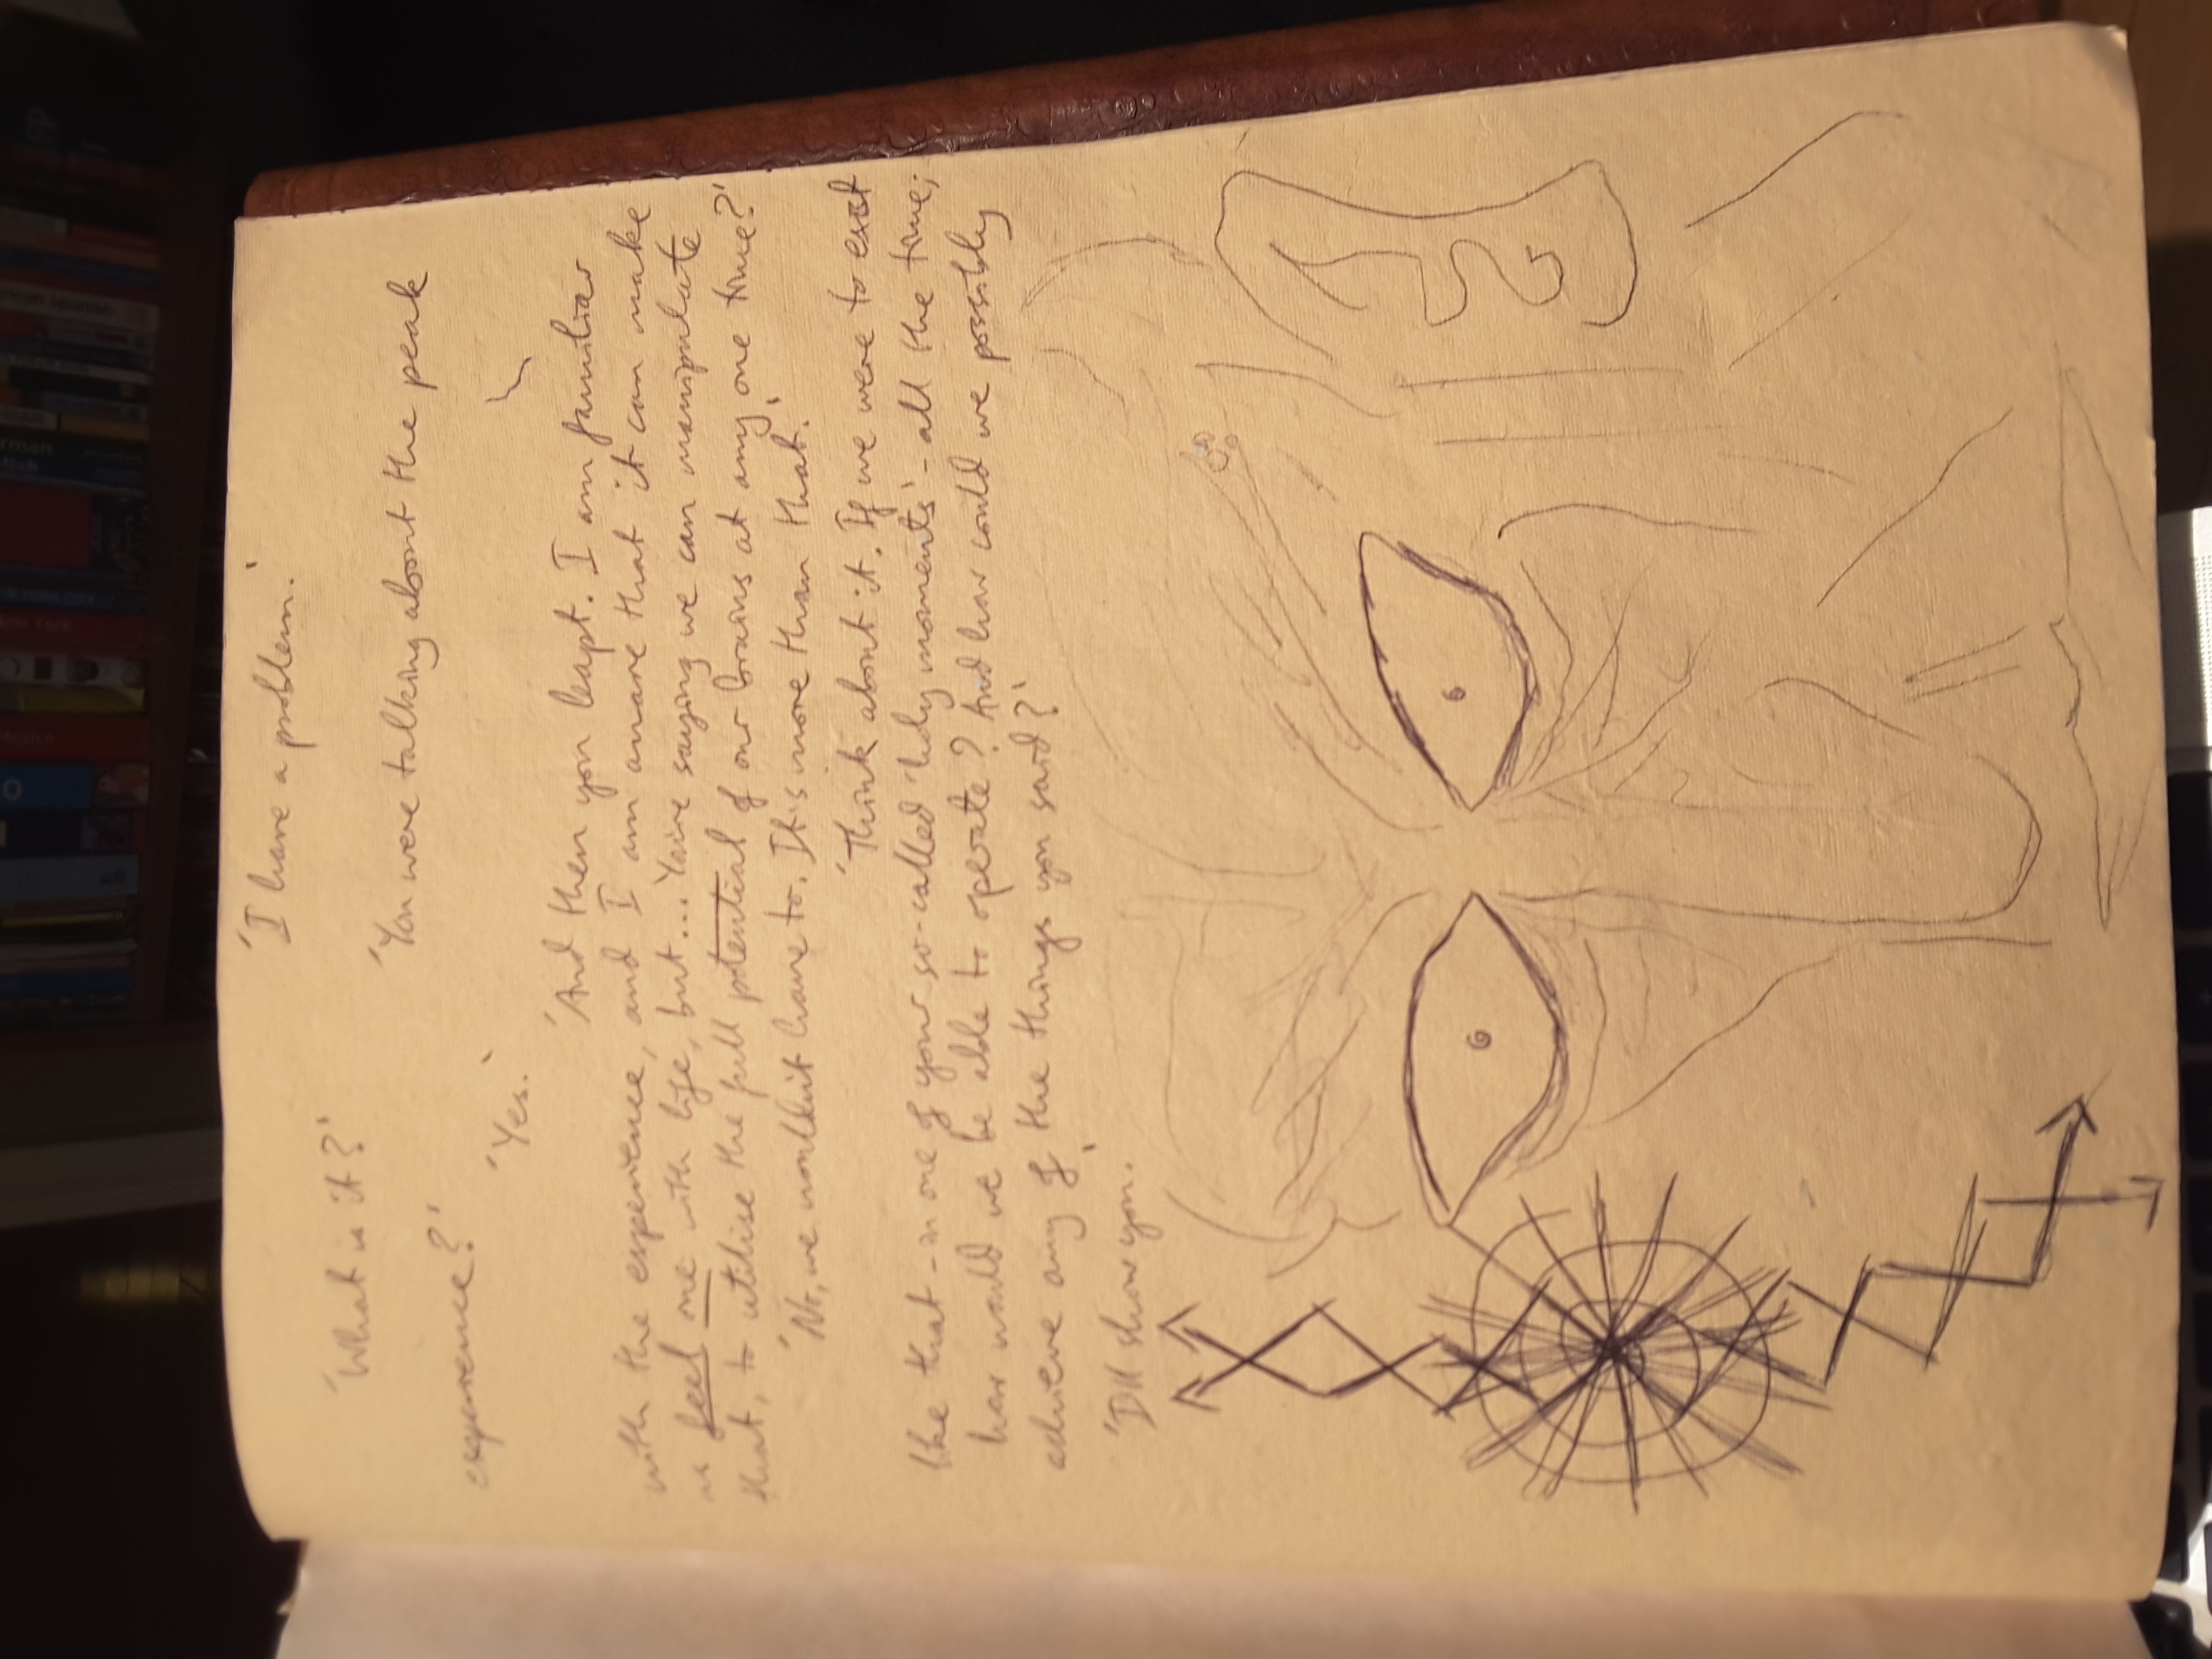 'I have a problem.'
'What is it?'
'You were talking about the peak
experience?'
'Yes.'
'And then you leapt. I am familiar
with the experience, and I am aware that it can make
us feel one with life, but... You're saying we can manipulate
that, to utilise the full potential of our brains at any one time?'
'No, we wouldn't have to. It's more than that.'
'Think about it. If we were to exist
like that - in one of your so-called 'holy moments' - all the time;
how would we be able to operate? And how could we possibly
achieve any of the things you said?'
'I'll show you.'